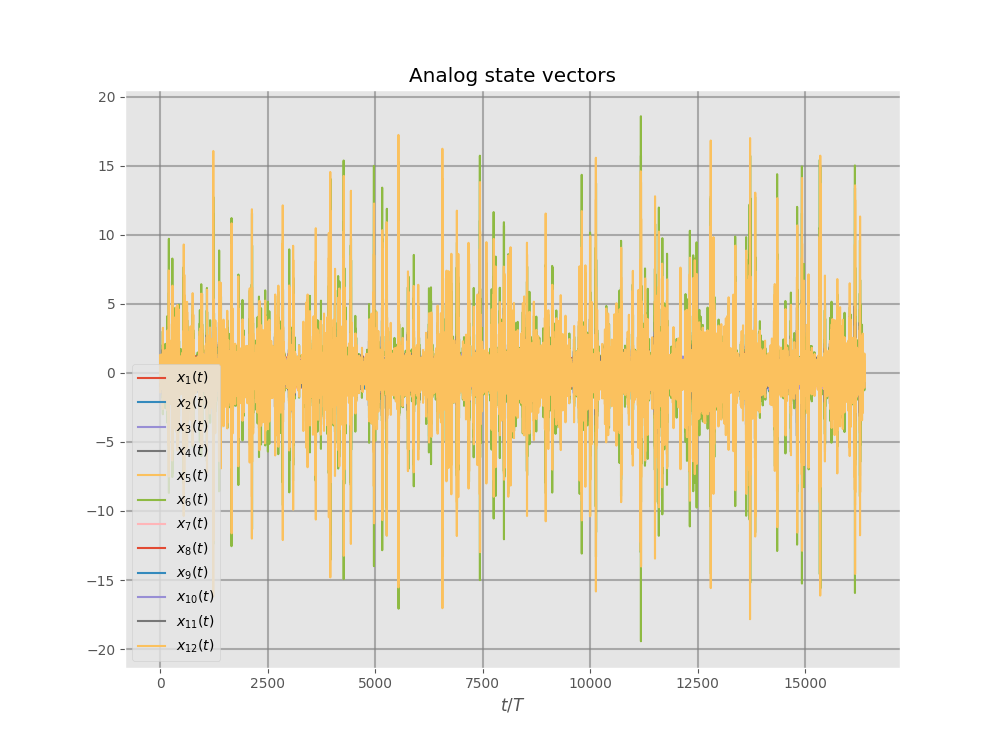 Analog state vectors
20
15
10
5
0
−5
−10
−15
−20
x₁(t)
x₂(t)
x₃(t)
x₄(t)
x₅(t)
x₆(t)
x₇(t)
x₈(t)
x₉(t)
x₁₀(t)
x₁₁(t)
x₁₂(t)
0 2500 5000 7500 10000 12500 15000
t/T